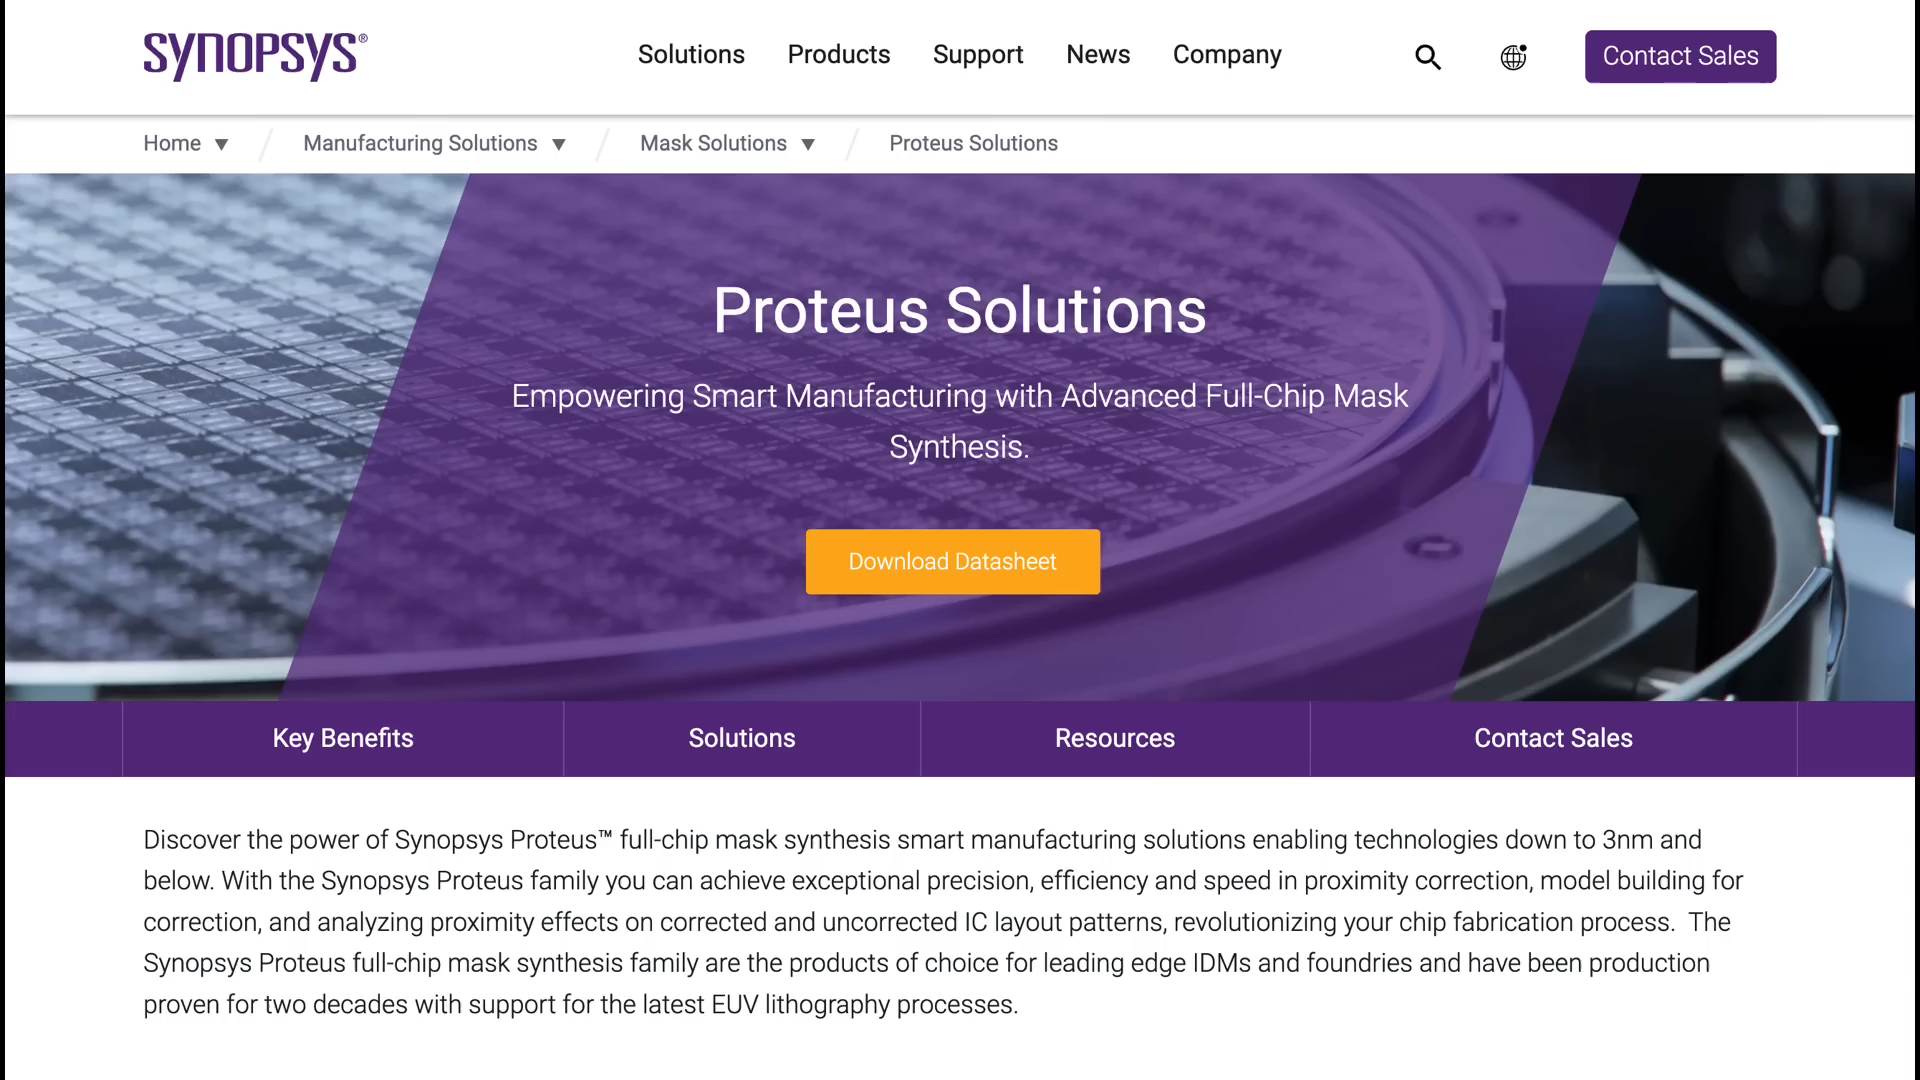 SYNOPSYS®
Solutions Products Support News Company Contact Sales
Home ▼ / Manufacturing Solutions ▼ / Mask Solutions ▼ / Proteus Solutions
Proteus Solutions
Empowering Smart Manufacturing with Advanced Full-Chip Mask
Synthesis.
Download Datasheet
Key Benefits Solutions Resources Contact Sales
Discover the power of Synopsys Proteus™ full-chip mask synthesis smart manufacturing solutions enabling technologies down to 3nm and
below. With the Synopsys Proteus family you can achieve exceptional precision, efficiency and speed in proximity correction, model building for
correction, and analyzing proximity effects on corrected and uncorrected IC layout patterns, revolutionizing your chip fabrication process. The
Synopsys Proteus full-chip mask synthesis family are the products of choice for leading edge IDMs and foundries and have been production
proven for two decades with support for the latest EUV lithography processes.